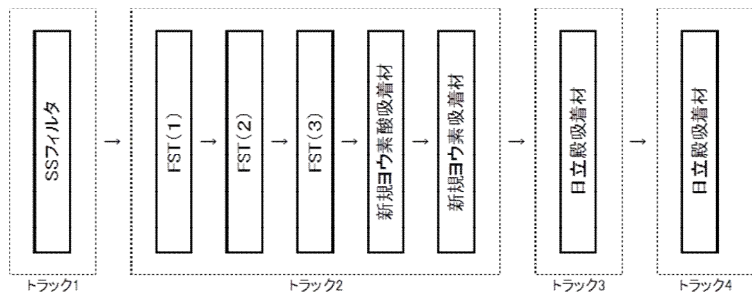 SSフィルタ
→
FST(1)
→
FST(2)
→
FST(3)
→
新規ヨウ素酸吸着材
→
新規ヨウ素吸着材
→
日立殿吸着材
→
日立殿吸着材
トラック1
トラック2
トラック3
トラック4